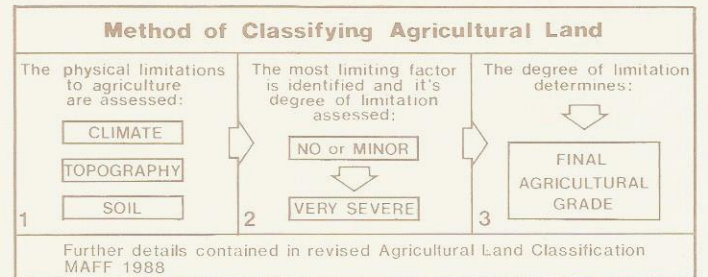 Method of Classifying Agricultural Land
The physical limitations
to agriculture
are assessed:
CLIMATE
TOPOGRAPHY
SOIL
1
The most limiting factor
is identified and it's
degree of limitation
assessed:
NO or MINOR
VERY SEVERE
2
The degree of limitation
determines:
FINAL
AGRICULTURAL
GRADE
3
Further details contained in revised Agricultural Land Classification
MAFF 1988